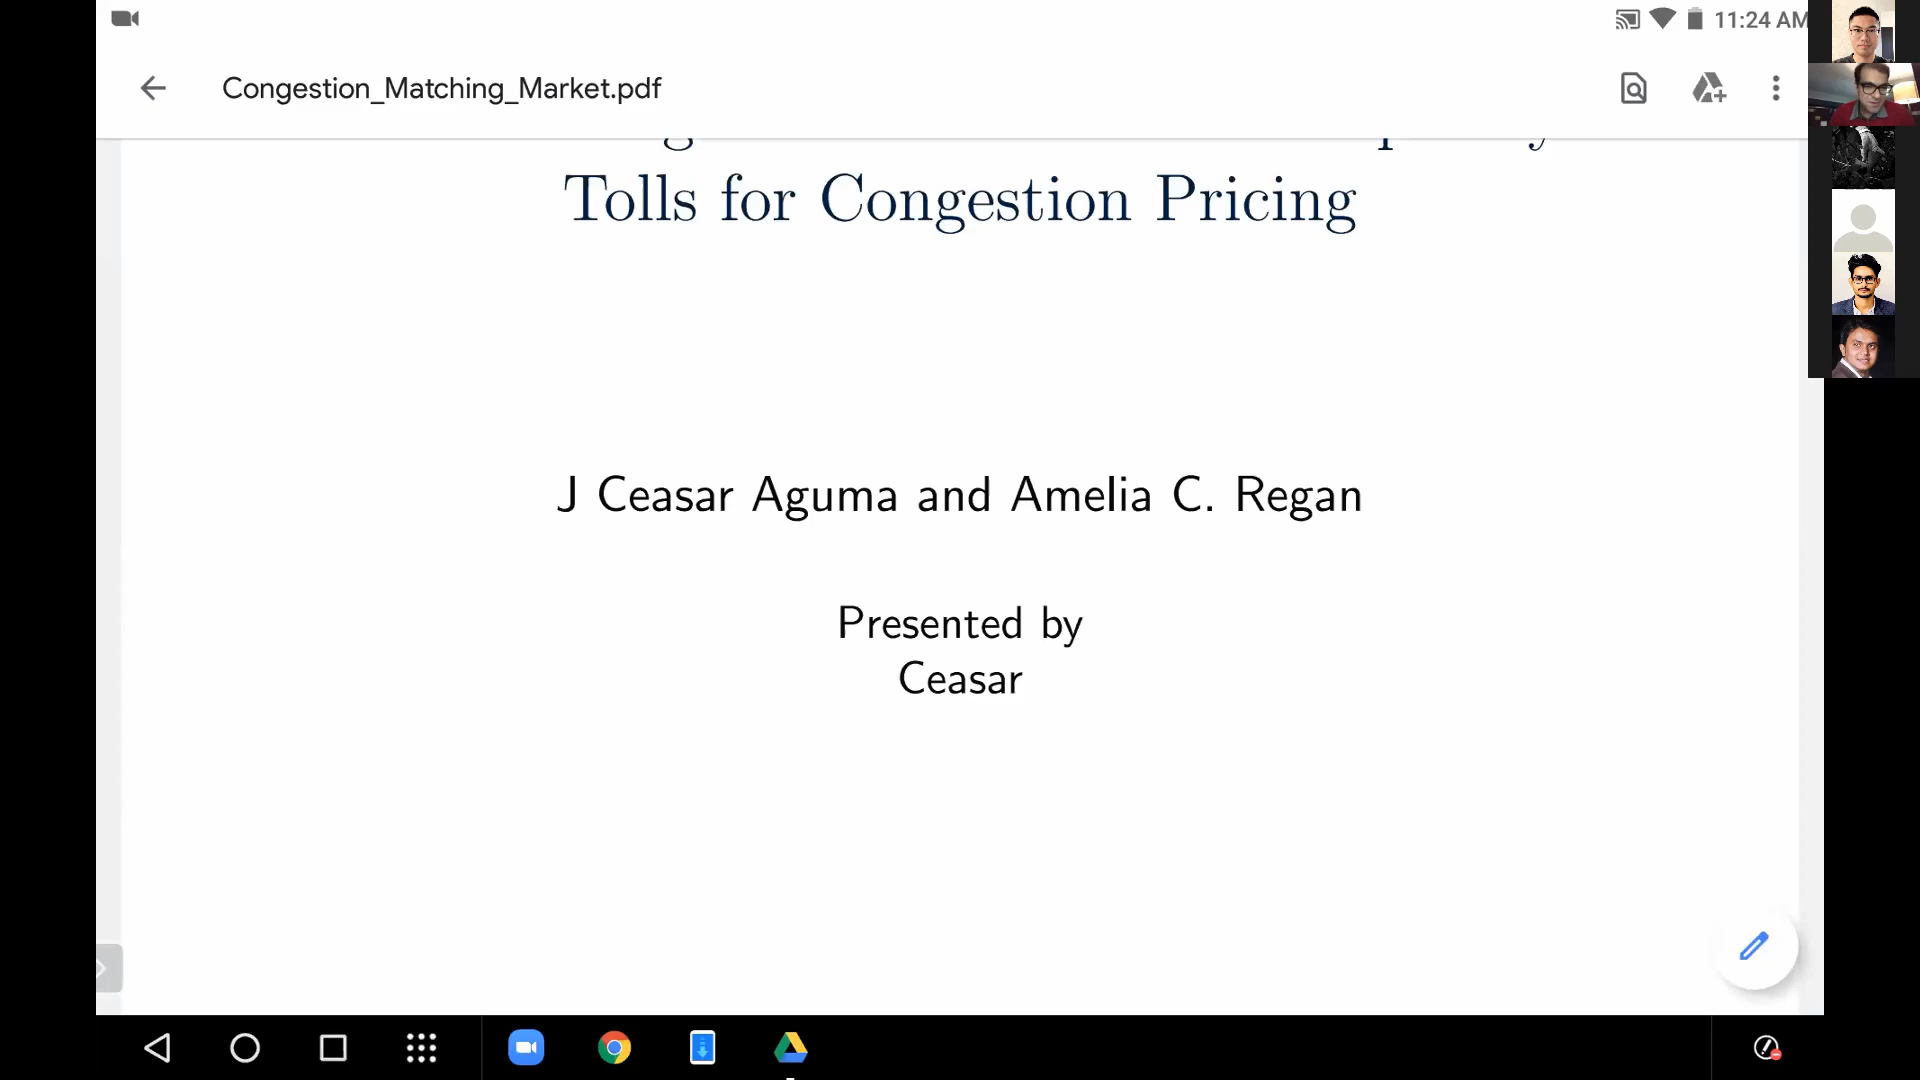 11:24 AM
Congestion_Matching_Market.pdf
Tolls for Congestion Pricing
J Ceasar Aguma and Amelia C. Regan
Presented by
Ceasar